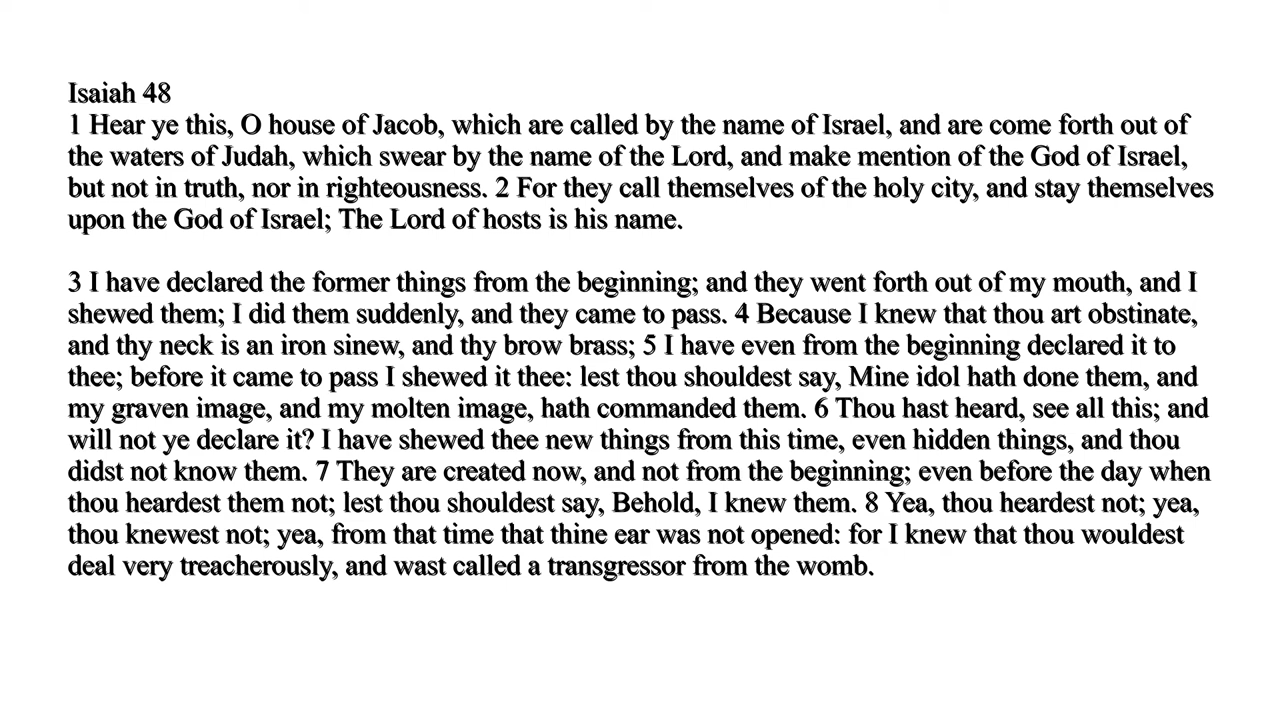 Isaiah 48
1 Hear ye this, O house of Jacob, which are called by the name of Israel, and are come forth out of
the waters of Judah, which swear by the name of the Lord, and make mention of the God of Israel,
but not in truth, nor in righteousness. 2 For they call themselves of the holy city, and stay themselves
upon the God of Israel; The Lord of hosts is his name.
3 I have declared the former things from the beginning; and they went forth out of my mouth, and I
shewed them; I did them suddenly, and they came to pass. 4 Because I knew that thou art obstinate,
and thy neck is an iron sinew, and thy brow brass; 5 I have even from the beginning declared it to
thee; before it came to pass I shewed it thee: lest thou shouldest say, Mine idol hath done them, and
my graven image, and my molten image, hath commanded them. 6 Thou hast heard, see all this; and
will not ye declare it? I have shewed thee new things from this time, even hidden things, and thou
didst not know them. 7 They are created now, and not from the beginning; even before the day when
thou heardest them not; lest thou shouldest say, Behold, I knew them. 8 Yea, thou heardest not; yea,
thou knewest not; yea, from that time that thine ear was not opened: for I knew that thou wouldest
deal very treacherously, and wast called a transgressor from the womb.